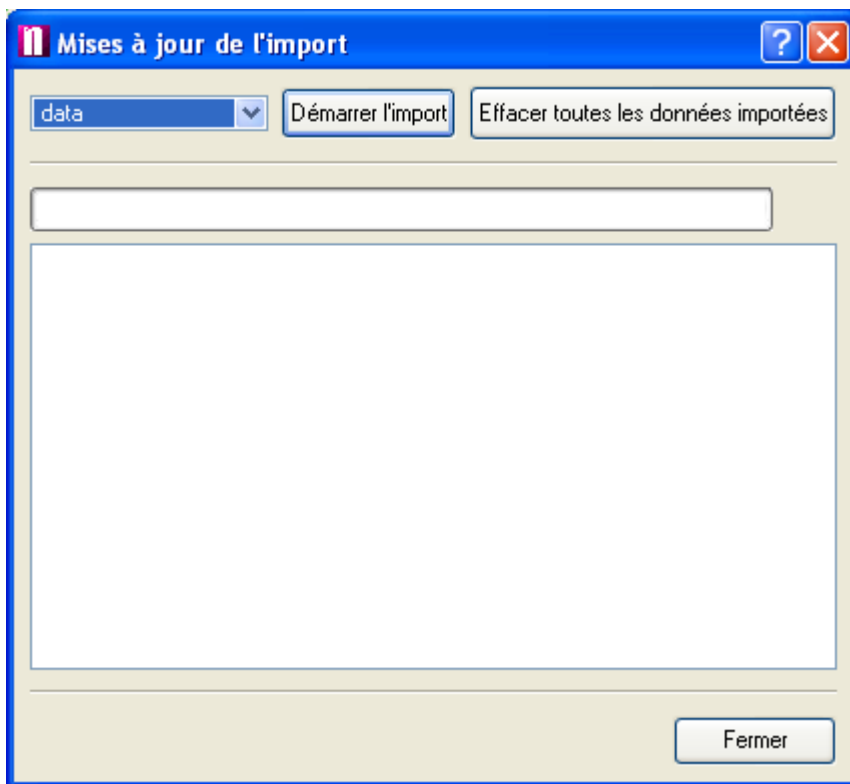 Mises à jour de l'import
data
Démarrer l'import
Effacer toutes les données importées
Fermer